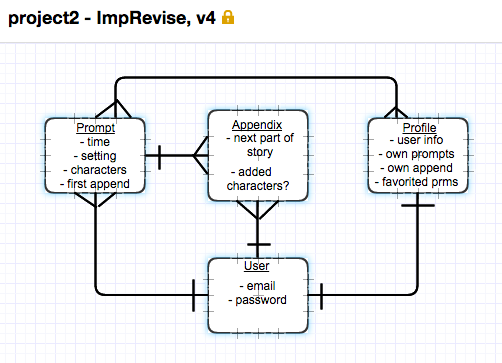 project2 - ImpRevise, v4
Prompt
- time
- setting
- characters
- first append
Appendix
- next part of
story
- added
characters?
Profile
- user info
- own prompts
- own append
- favorited prms
User
- email
- password